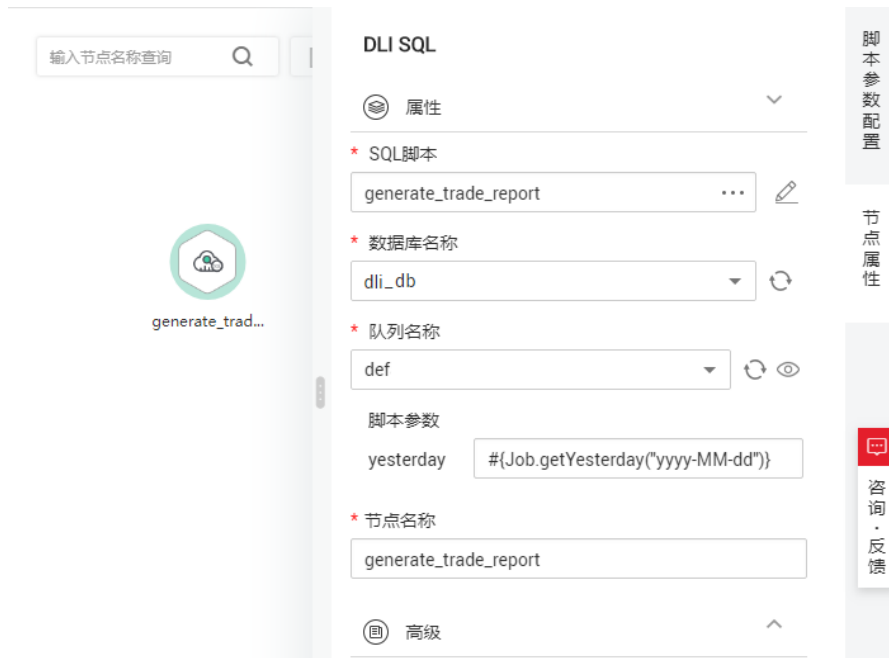 输入节点名称查询
generate_trad...
DLI SQL
属性
* SQL脚本
generate_trade_report
* 数据库名称
dli_db
* 队列名称
def
脚本参数
yesterday
#{Job.getYesterday("yyyy-MM-dd")}
* 节点名称
generate_trade_report
高级
脚本参数配置
节点属性
咨询·反馈